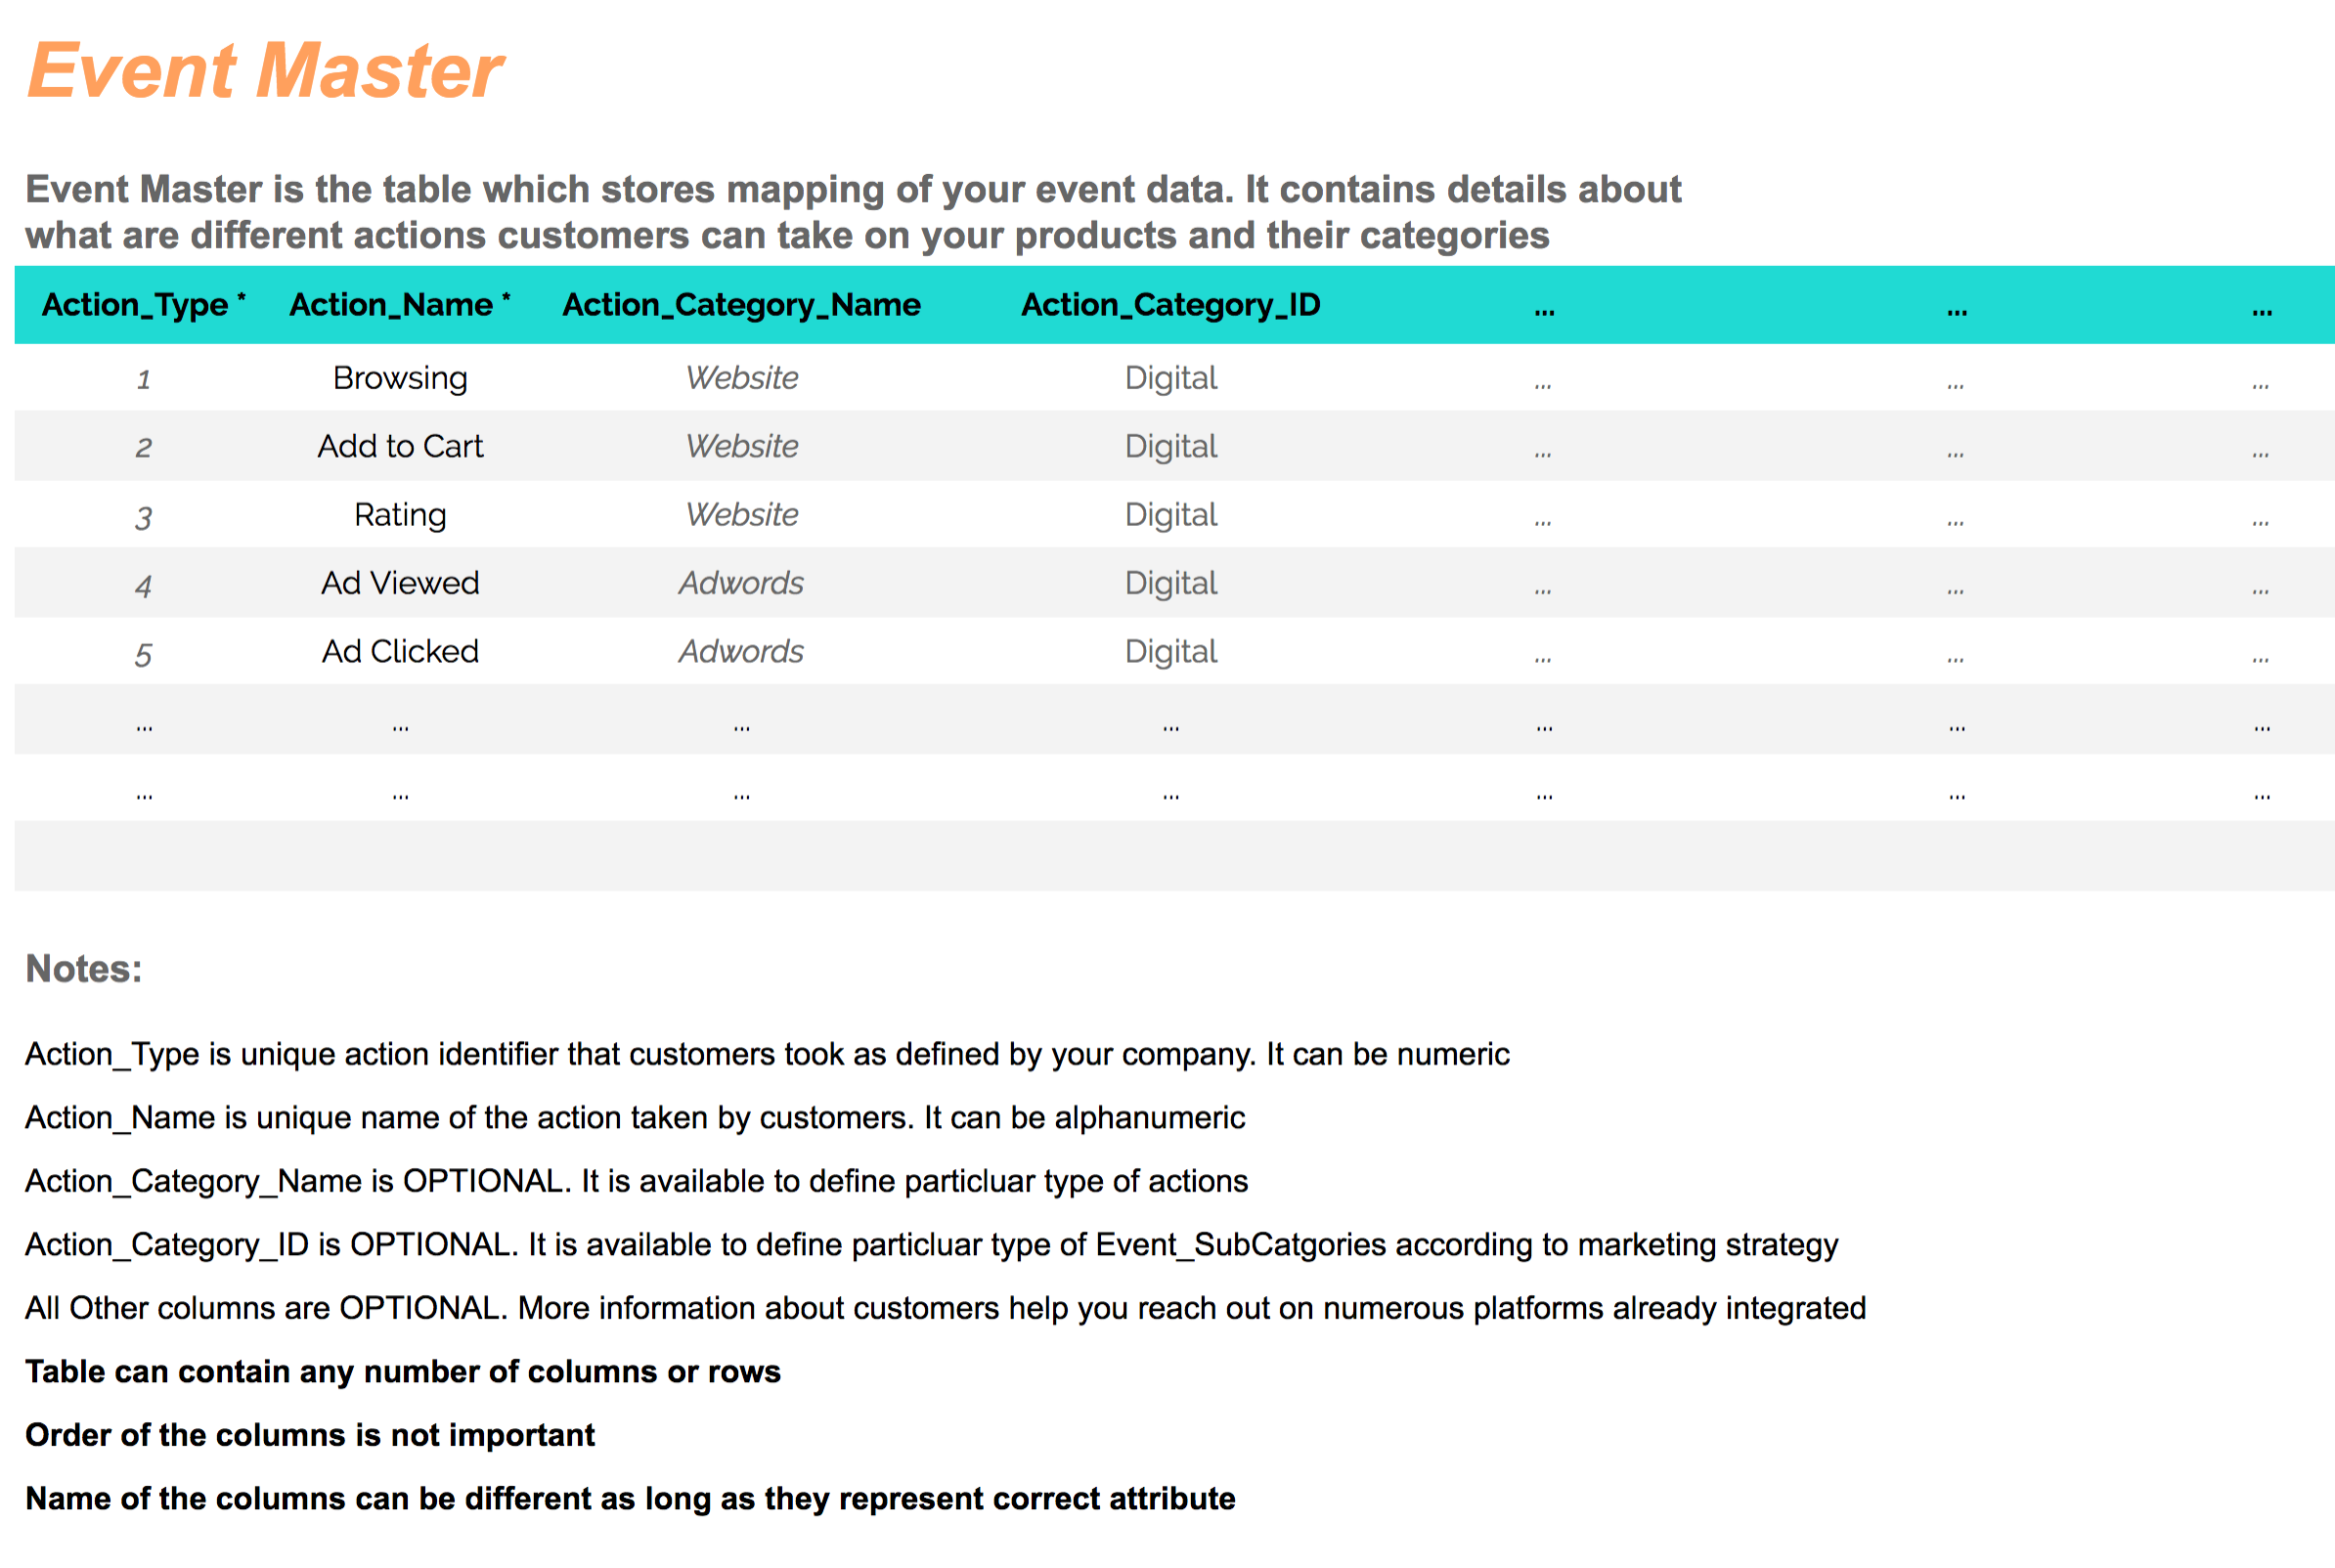 Event Master
Event Master is the table which stores mapping of your event data. It contains details about
what are different actions customers can take on your products and their categories
Action_Type * Action_Name * Action_Category_Name Action_Category_ID ... ... ...
1 Browsing Website Digital ... ... ...
2 Add to Cart Website Digital ... ... ...
3 Rating Website Digital ... ... ...
4 Ad Viewed Adwords Digital ... ... ...
5 Ad Clicked Adwords Digital ... ... ...
... ... ... ... ... ... ...
... ... ... ... ... ... ...
Notes:
Action_Type is unique action identifier that customers took as defined by your company. It can be numeric
Action_Name is unique name of the action taken by customers. It can be alphanumeric
Action_Category_Name is OPTIONAL. It is available to define particluar type of actions
Action_Category_ID is OPTIONAL. It is available to define particluar type of Event_SubCatgories according to marketing strategy
All Other columns are OPTIONAL. More information about customers help you reach out on numerous platforms already integrated
Table can contain any number of columns or rows
Order of the columns is not important
Name of the columns can be different as long as they represent correct attribute